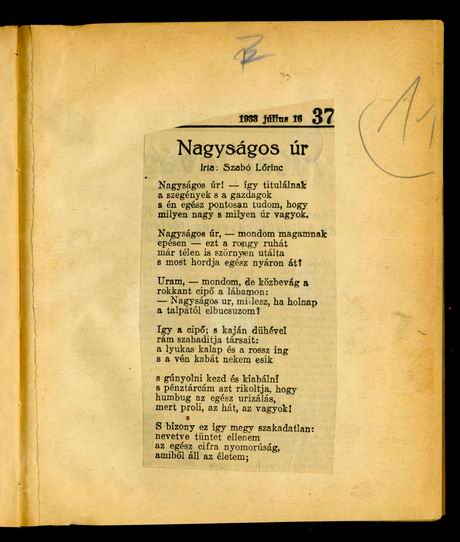 1933 július 16 37
Nagyságos úr
Irta: Szabó Lőrinc
Nagyságos úr! — így titulálnak
a szegények s a gazdagok
s én egész pontosan tudom, hogy
milyen nagy s milyen úr vagyok.
Nagyságos úr, — mondom magamnak
epésen — ezt a rongy ruhát
már télen is szörnyen utálta
s most hordja egész nyáron át?
Uram, — mondom, de közbevág a
rokkant cipő a lábamon:
— Nagyságos ur, mi lesz, ha holnap
a talpától elbucsuzom?
Igy a cipő; s kaján dühével
rám szabaditja társait:
a lyukas kalap és a rossz ing
s a vén kabát nekem esik
s gúnyolni kezd és kiabálni
s pénztárcám azt rikoltja, hogy
humbug az egész urizálás,
mert proli, az hát, az vagyok!
S bizony ez igy megy szakadatlan:
nevetve tüntet ellenem
az egész cifra nyomorúság,
amiből áll az életem;
11